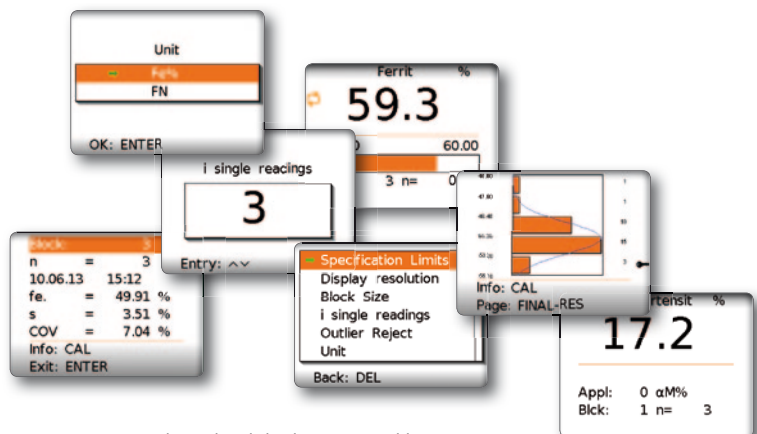 Unit
Fe%
FN
OK: ENTER
Ferrit %
59.3
60.00
3 n=
i single readings
3
Entry: ^v
Block: 3
n = 3
10.06.13 15:12
fe. = 49.91 %
s = 3.51 %
COV = 7.04 %
Info: CAL
Exit: ENTER
Specification Limits
Display resolution
Block Size
i single readings
Outlier Reject
Unit
Back: DEL
Info: CAL
Page: FINAL-RES
rtensit %
17.2
Appl: 0 αM%
Blck: 1 n= 3